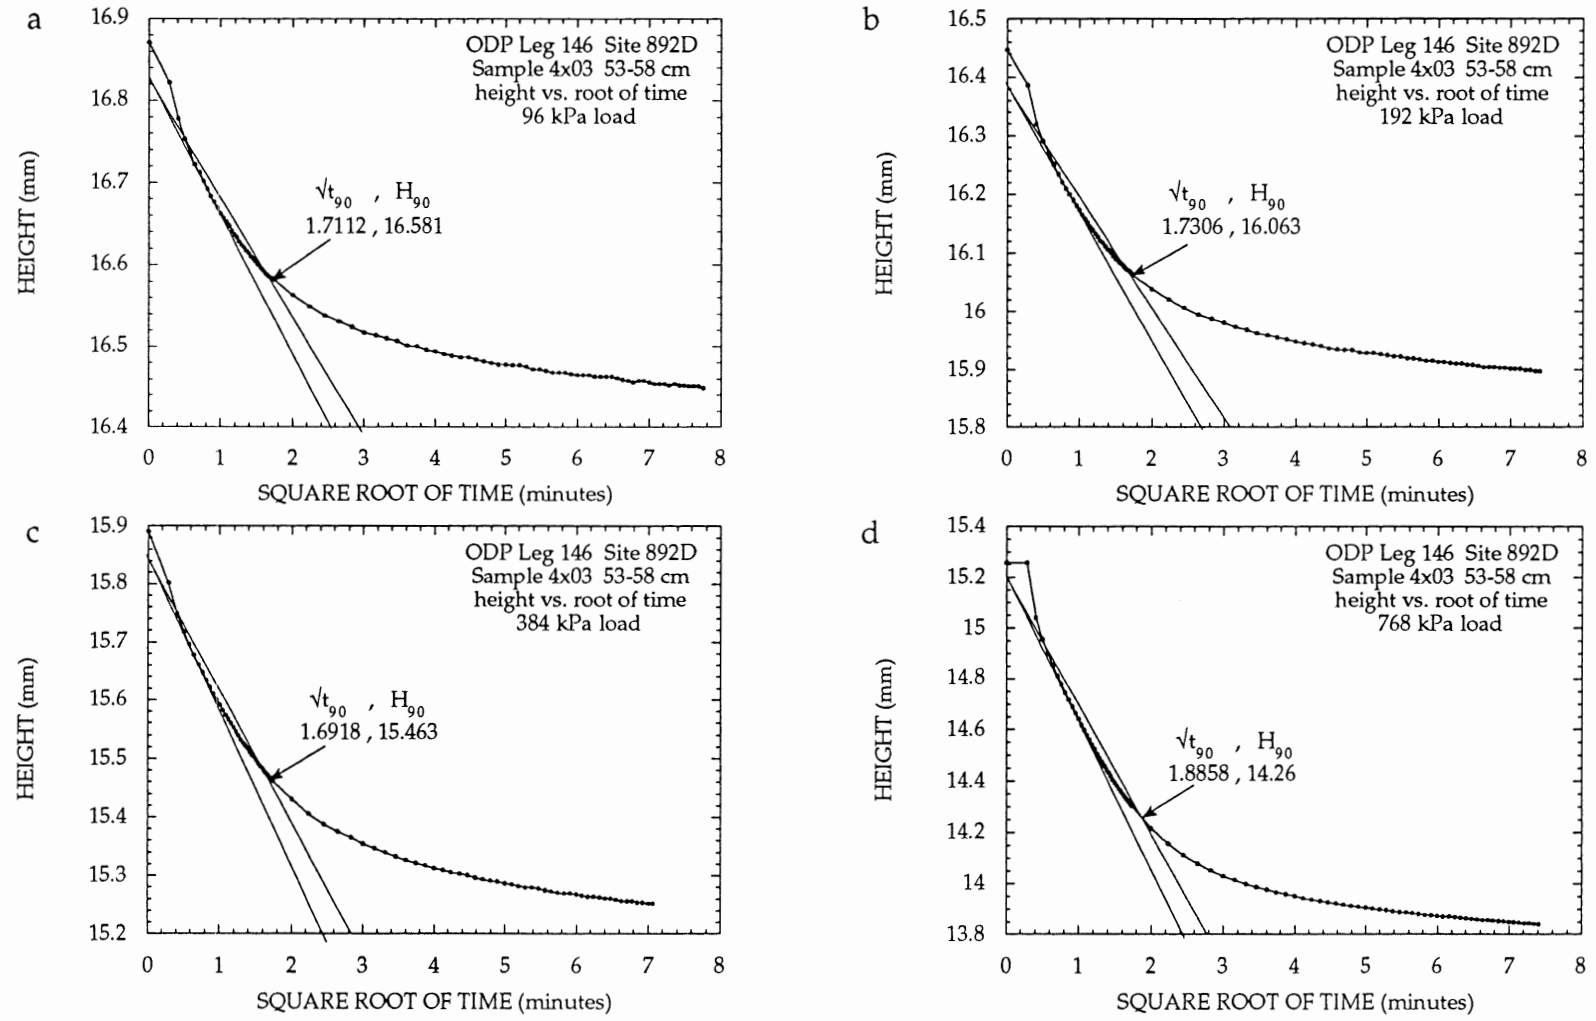 a
16.9
16.8
16.7
16.6
16.5
16.4
HEIGHT (mm)
ODP Leg 146 Site 892D
Sample 4x03 53-58 cm
height vs. root of time
96 kPa load
√t90 , H90
1.7112 , 16.581
0 1 2 3 4 5 6 7 8
SQUARE ROOT OF TIME (minutes)
b
16.5
16.4
16.3
16.2
16.1
16
15.9
15.8
HEIGHT (mm)
ODP Leg 146 Site 892D
Sample 4x03 53-58 cm
height vs. root of time
192 kPa load
√t90 , H90
1.7306 , 16.063
0 1 2 3 4 5 6 7 8
SQUARE ROOT OF TIME (minutes)
c
15.9
15.8
15.7
15.6
15.5
15.4
15.3
15.2
HEIGHT (mm)
ODP Leg 146 Site 892D
Sample 4x03 53-58 cm
height vs. root of time
384 kPa load
√t90 , H90
1.6918 , 15.463
0 1 2 3 4 5 6 7 8
SQUARE ROOT OF TIME (minutes)
d
15.4
15.2
15
14.8
14.6
14.4
14.2
14
13.8
HEIGHT (mm)
ODP Leg 146 Site 892D
Sample 4x03 53-58 cm
height vs. root of time
768 kPa load
√t90 , H90
1.8858 , 14.26
0 1 2 3 4 5 6 7 8
SQUARE ROOT OF TIME (minutes)